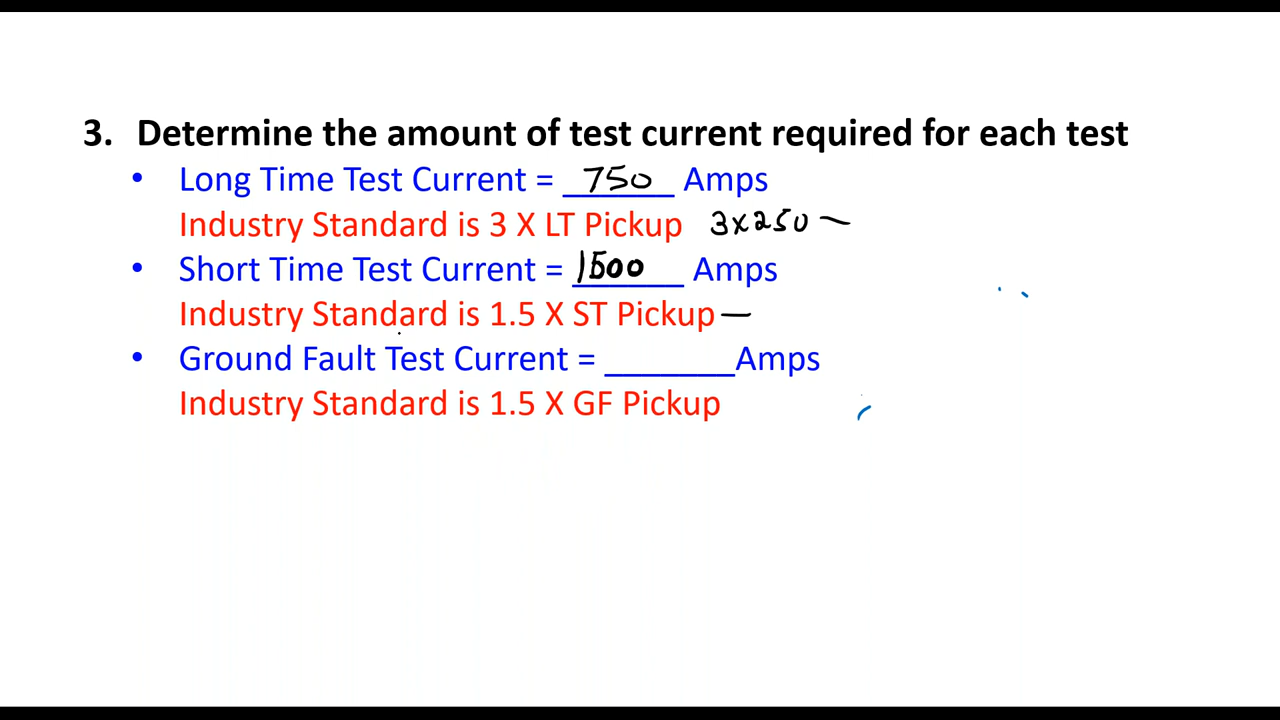 3. Determine the amount of test current required for each test
• Long Time Test Current = 750 Amps
Industry Standard is 3 X LT Pickup 3x250 —
• Short Time Test Current = 1500 Amps
Industry Standard is 1.5 X ST Pickup —
• Ground Fault Test Current = _______Amps
Industry Standard is 1.5 X GF Pickup